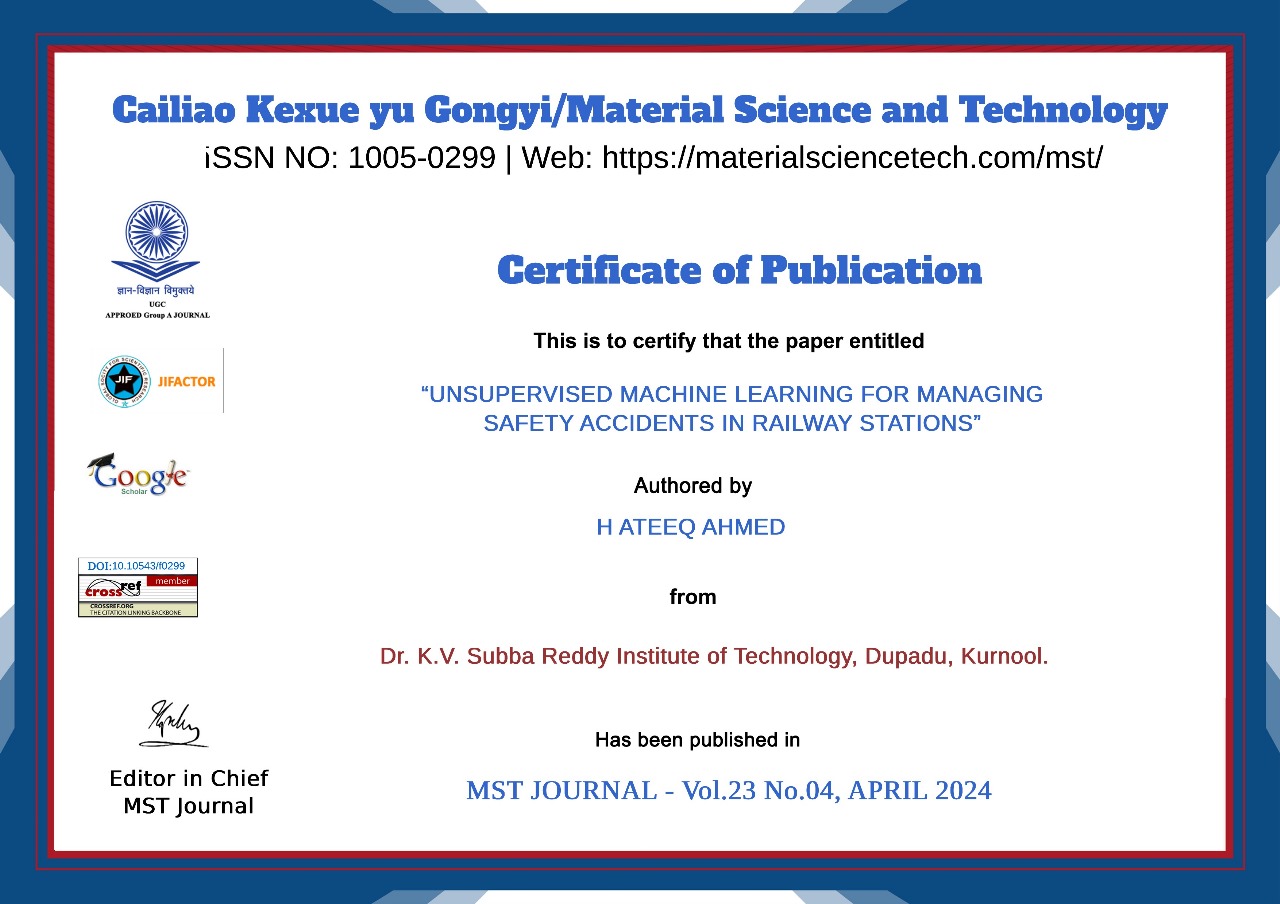 Cailiao Kexue yu Gongyi/Material Science and Technology
iSSN NO: 1005-0299 | Web: https://materialsciencetech.com/mst/
ज्ञान-विज्ञान विमुक्तये
UGC
APPROED Group A JOURNAL
Certificate of Publication
This is to certify that the paper entitled
“UNSUPERVISED MACHINE LEARNING FOR MANAGING
SAFETY ACCIDENTS IN RAILWAY STATIONS”
JIF
JIFACTOR
Google
Scholar
Authored by
H ATEEQ AHMED
DOI:10.10543/f0299
member
crossref
CROSSREF.ORG
THE CITATION LINKING BACKBONE
from
Dr. K.V. Subba Reddy Institute of Technology, Dupadu, Kurnool.
Has been published in
MST JOURNAL - Vol.23 No.04, APRIL 2024
Editor in Chief
MST Journal